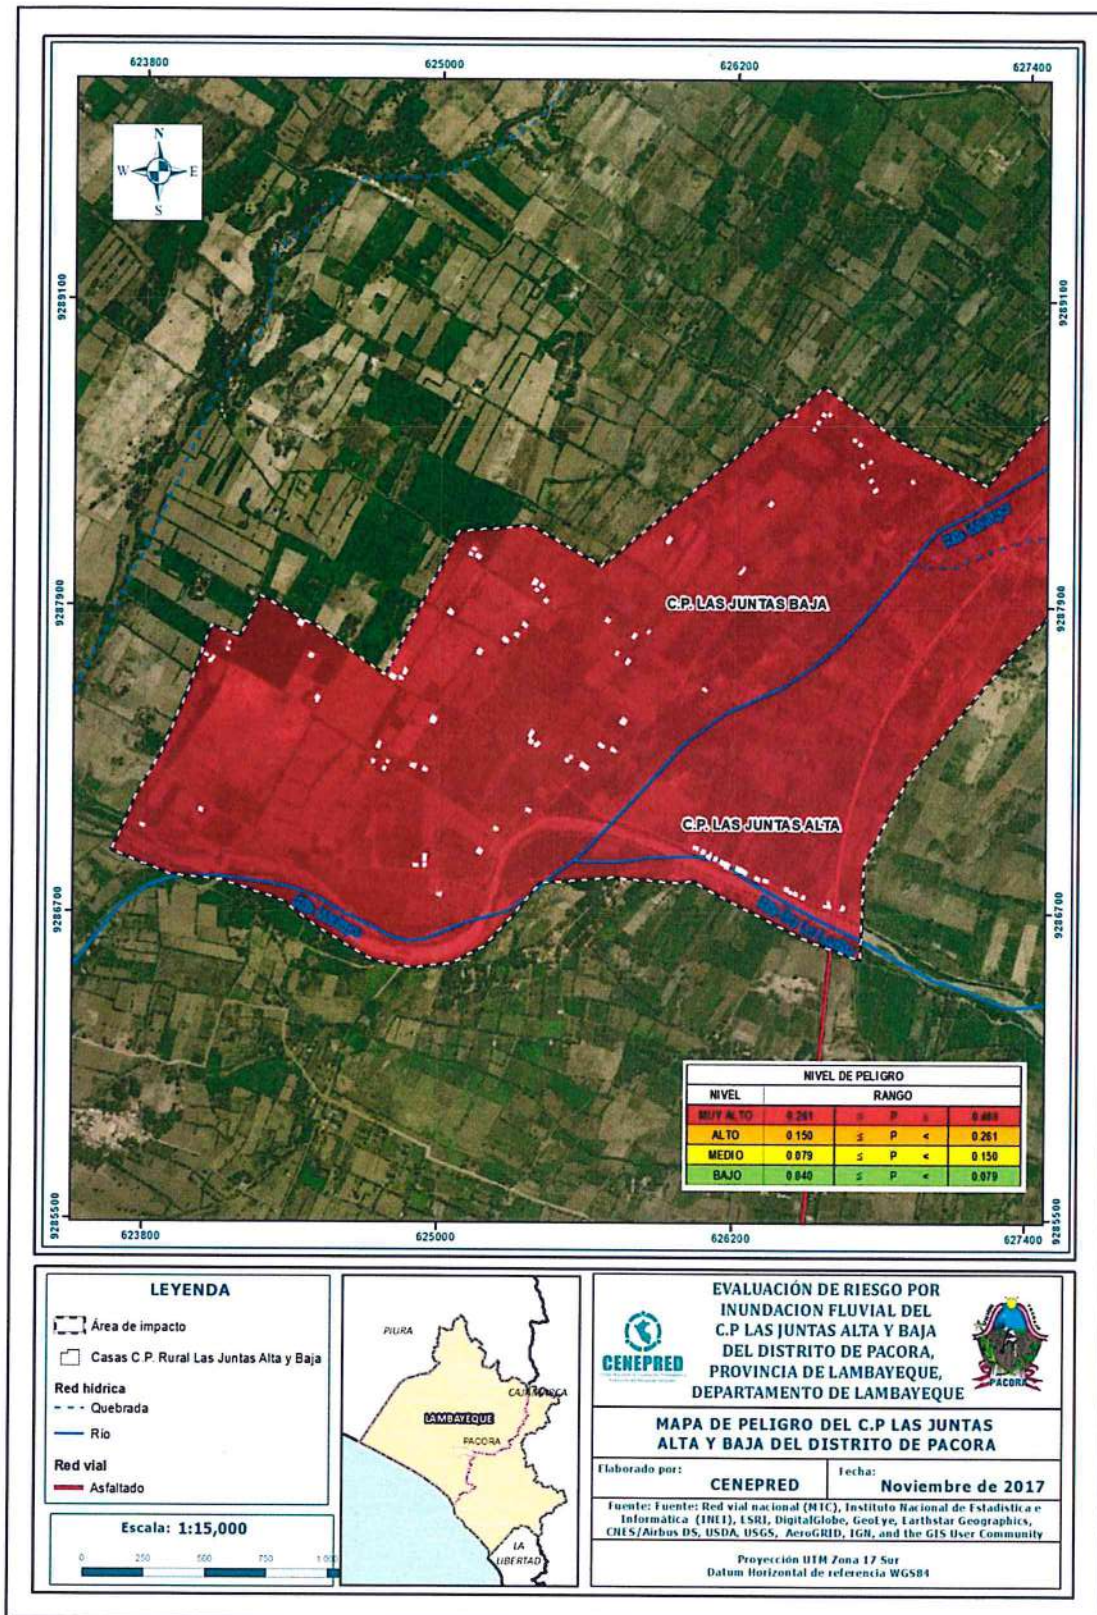 623800 625000 626200 627400
N
W E
S
9289100 9289100
C.P. LAS JUNTAS BAJA
9287900 9287900
C.P. LAS JUNTAS ALTA
9286700 9286700
NIVEL DE PELIGRO
NIVEL RANGO
MUY ALTO 0.261 ≤ P
ALTO 0.150 ≤ P < 0.261
MEDIO 0.079 ≤ P < 0.150
BAJO 0.040 ≤ P < 0.079
9285500 9285500
623800 625000 626200 627400
LEYENDA
Área de impacto
Casas C.P. Rural Las Juntas Alta y Baja
Red hídrica
Quebrada
Río
Red vial
Asfaltado
Escala: 1:15,000
0 250 500 750
PIURA
CAJAMARCA
LAMBAYEQUE
PACORA
LA
LIBERTAD
CENEPRED
EVALUACIÓN DE RIESGO POR
INUNDACION FLUVIAL DEL
C.P LAS JUNTAS ALTA Y BAJA
DEL DISTRITO DE PACORA,
PROVINCIA DE LAMBAYEQUE,
DEPARTAMENTO DE LAMBAYEQUE
PACORA
MAPA DE PELIGRO DEL C.P LAS JUNTAS
ALTA Y BAJA DEL DISTRITO DE PACORA
Elaborado por:
CENEPRED
Fecha:
Noviembre de 2017
Fuente: Fuente: Red vial nacional (MTC), Instituto Nacional de Estadística e
Informática (INEI), ESRI, DigitalGlobe, GeoEye, Earthstar Geographics,
CNES/Airbus DS, USDA, USGS, AeroGRID, IGN, and the GIS User Community
Proyección UTM Zona 17 Sur
Datum Horizontal de referencia WGS84